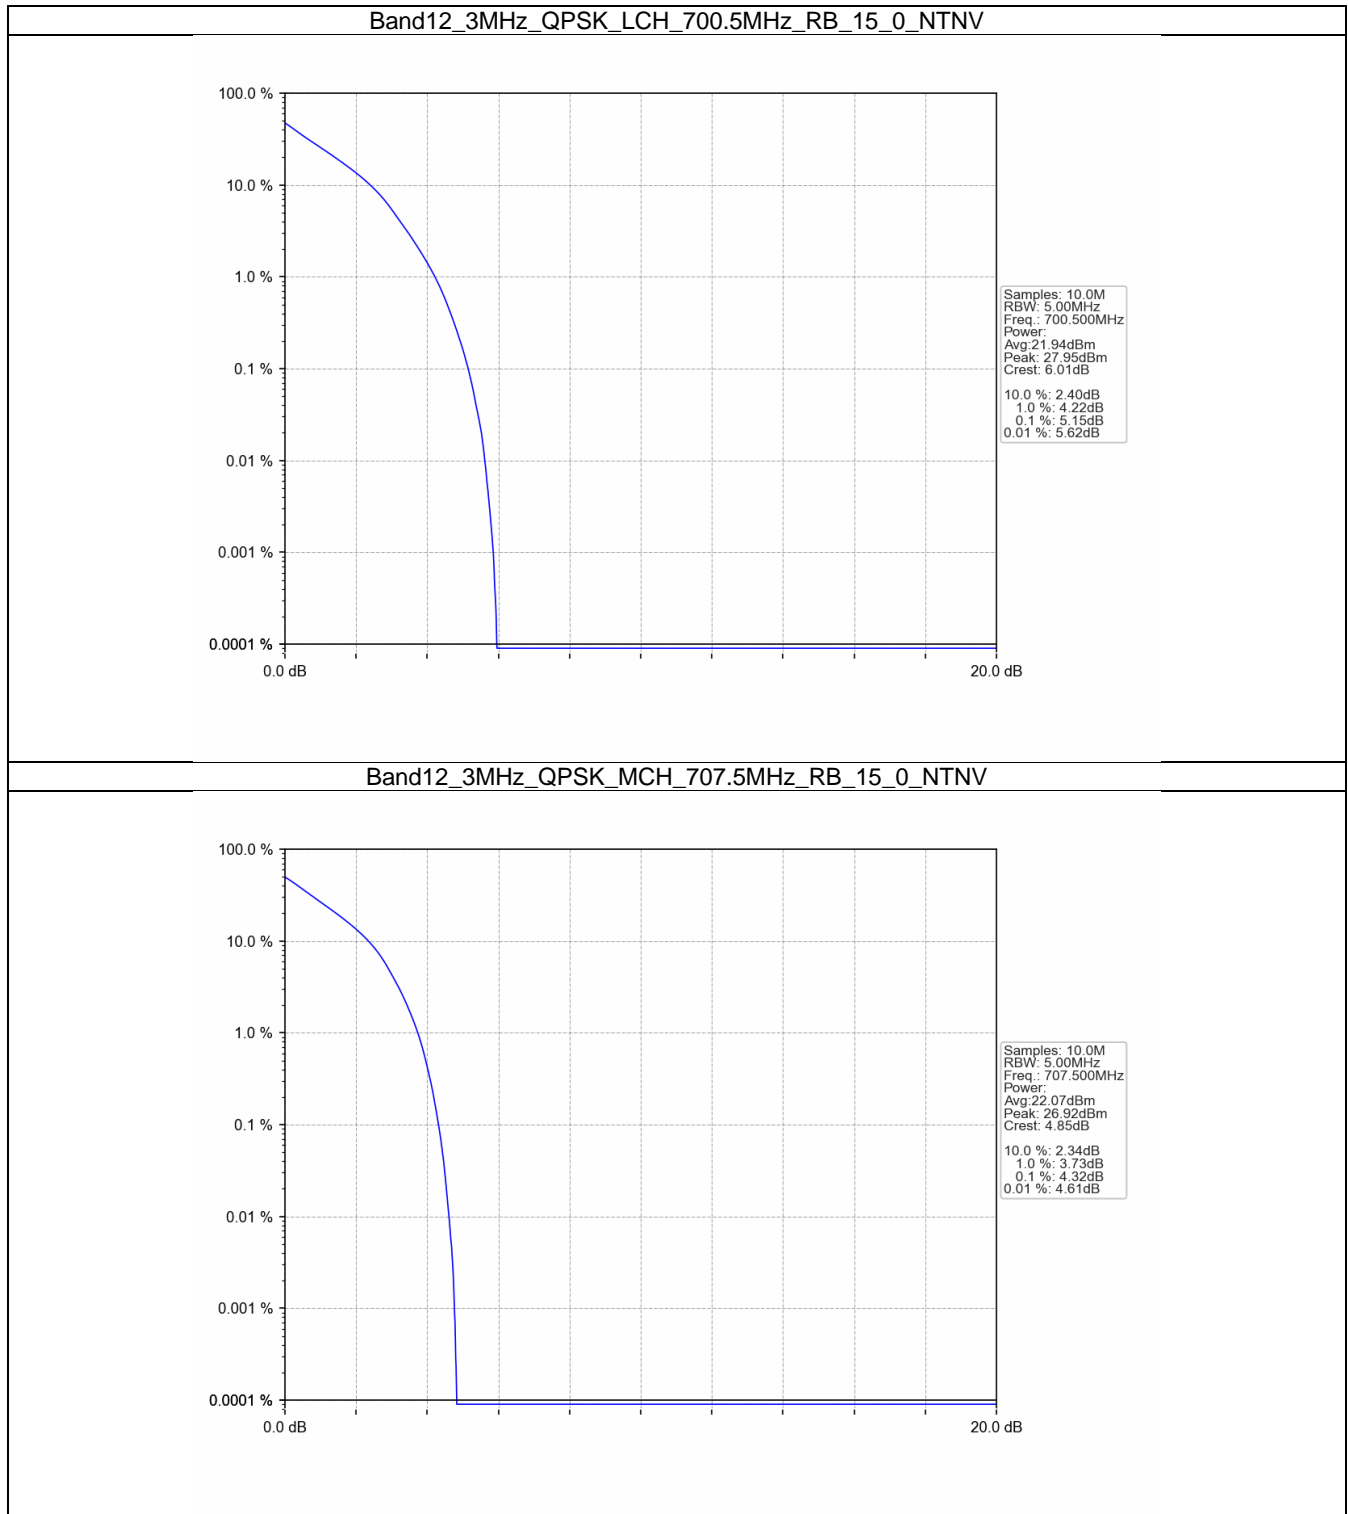 Band12_3MHz_QPSK_LCH_700.5MHz_RB_15_0_NTNV
100.0 %
10.0 %
1.0 %
0.1 %
0.01 %
0.001 %
0.0001 %
0.0 dB
20.0 dB
Samples: 10.0M
RBW: 5.00MHz
Freq.: 700.500MHz
Power:
Avg:21.94dBm
Peak: 27.95dBm
Crest: 6.01dB
10.0 %: 2.40dB
1.0 %: 4.22dB
0.1 %: 5.15dB
0.01 %: 5.62dB
Band12_3MHz_QPSK_MCH_707.5MHz_RB_15_0_NTNV
100.0 %
10.0 %
1.0 %
0.1 %
0.01 %
0.001 %
0.0001 %
0.0 dB
20.0 dB
Samples: 10.0M
RBW: 5.00MHz
Freq.: 707.500MHz
Power:
Avg:22.07dBm
Peak: 26.92dBm
Crest: 4.85dB
10.0 %: 2.34dB
1.0 %: 3.73dB
0.1 %: 4.32dB
0.01 %: 4.61dB